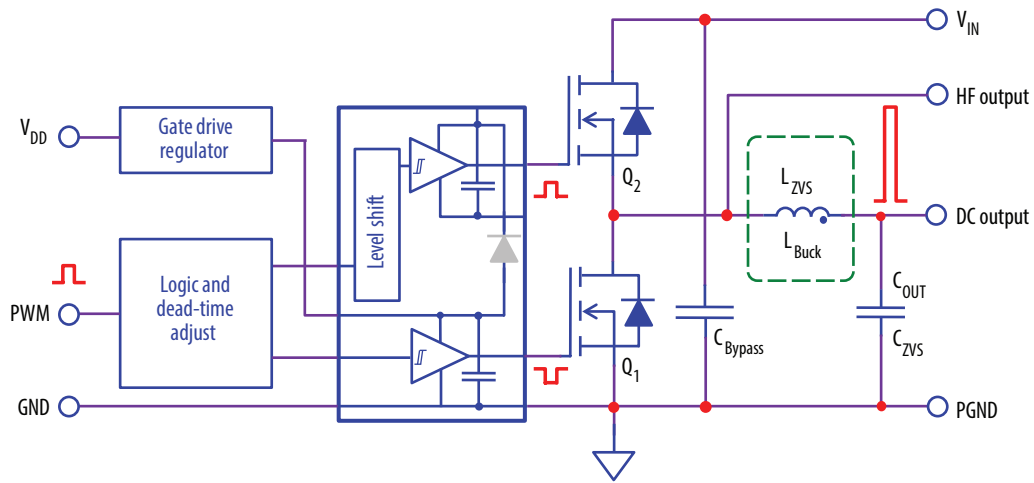 V_IN
HF output
V_DD
Gate drive
regulator
Level shift
Q_2
L_ZVS
DC output
L_Buck
PWM
Logic and
dead-time
adjust
C_OUT
C_Bypass
C_ZVS
Q_1
GND
PGND